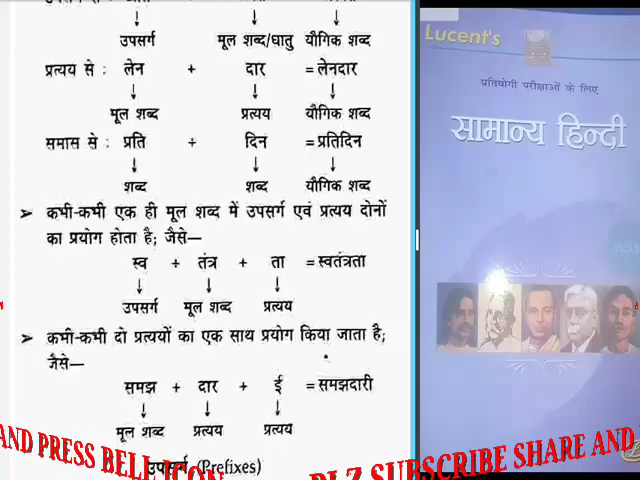 उपसर्ग मूल शब्द/धातु यौगिक शब्द
प्रत्यय से : लेन + दार = लेनदार
↓ ↓ ↓
मूल शब्द प्रत्यय यौगिक शब्द
समास से : प्रति + दिन = प्रतिदिन
↓ ↓ ↓
शब्द शब्द यौगिक शब्द
➢ कभी-कभी एक ही मूल शब्द में उपसर्ग एवं प्रत्यय दोनों
का प्रयोग होता है; जैसे—
स्व + तंत्र + ता = स्वतंत्रता
↓ ↓ ↓
उपसर्ग मूल शब्द प्रत्यय
➢ कभी-कभी दो प्रत्ययों का एक साथ प्रयोग किया जाता है;
जैसे—
समझ + दार + ई = समझदारी
↓ ↓ ↓
मूल शब्द प्रत्यय प्रत्यय
उपसर्ग (Prefixes)
Lucent's
प्रतियोगी परीक्षाओं के लिए
सामान्य हिन्दी
AND PRESS BELL ICON
PLZ SUBSCRIBE SHARE AND